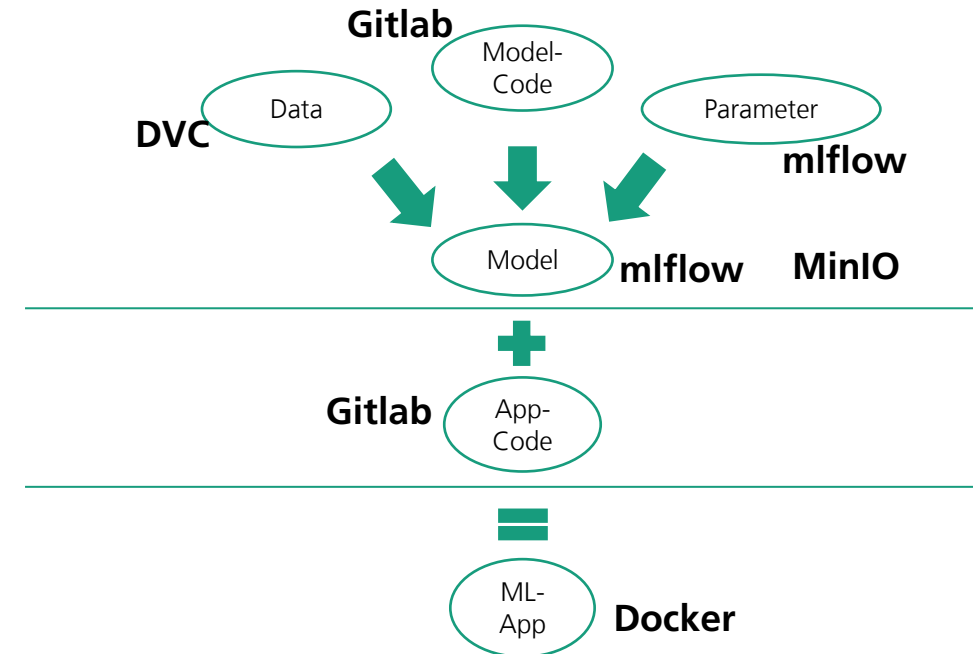 Gitlab
Model-
Code
Data
DVC
Parameter
mlflow
Model
mlflow
MinIO
Gitlab
App-
Code
ML-
App
Docker